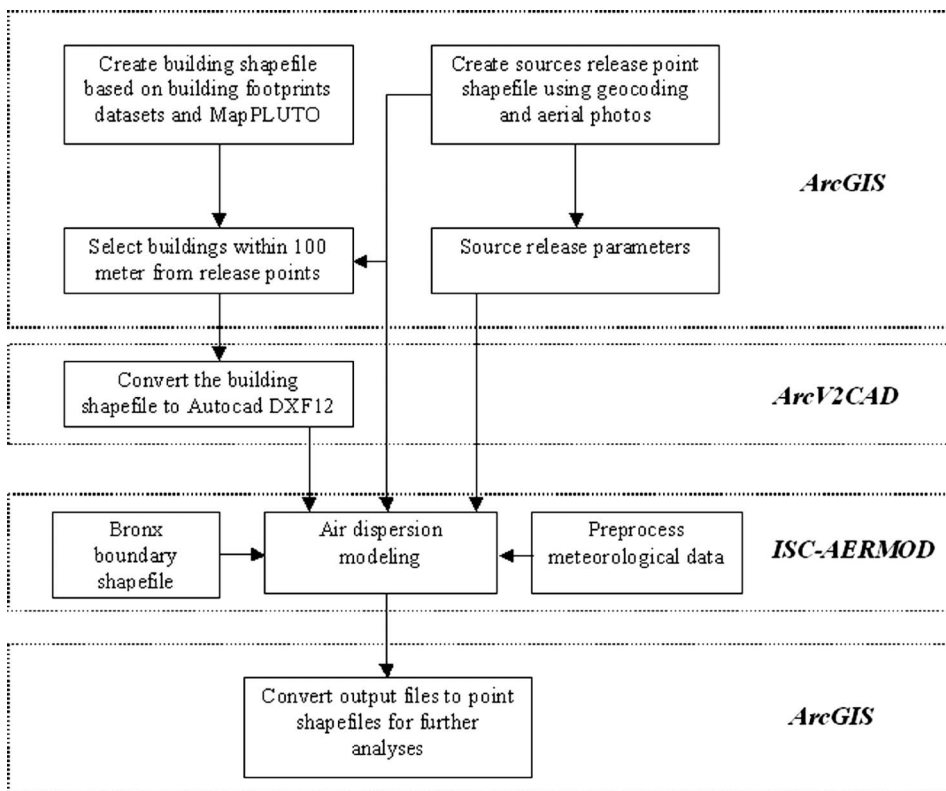 Create building shapefile
based on building footprints
datasets and MapPLUTO
Create sources release point
shapefile using geocoding
and aerial photos
ArcGIS
Select buildings within 100
meter from release points
Source release parameters
Convert the building
shapefile to Autocad DXF12
ArcV2CAD
Bronx
boundary
shapefile
Air dispersion
modeling
Preprocess
meteorological data
ISC-AERMOD
Convert output files to point
shapefiles for further
analyses
ArcGIS